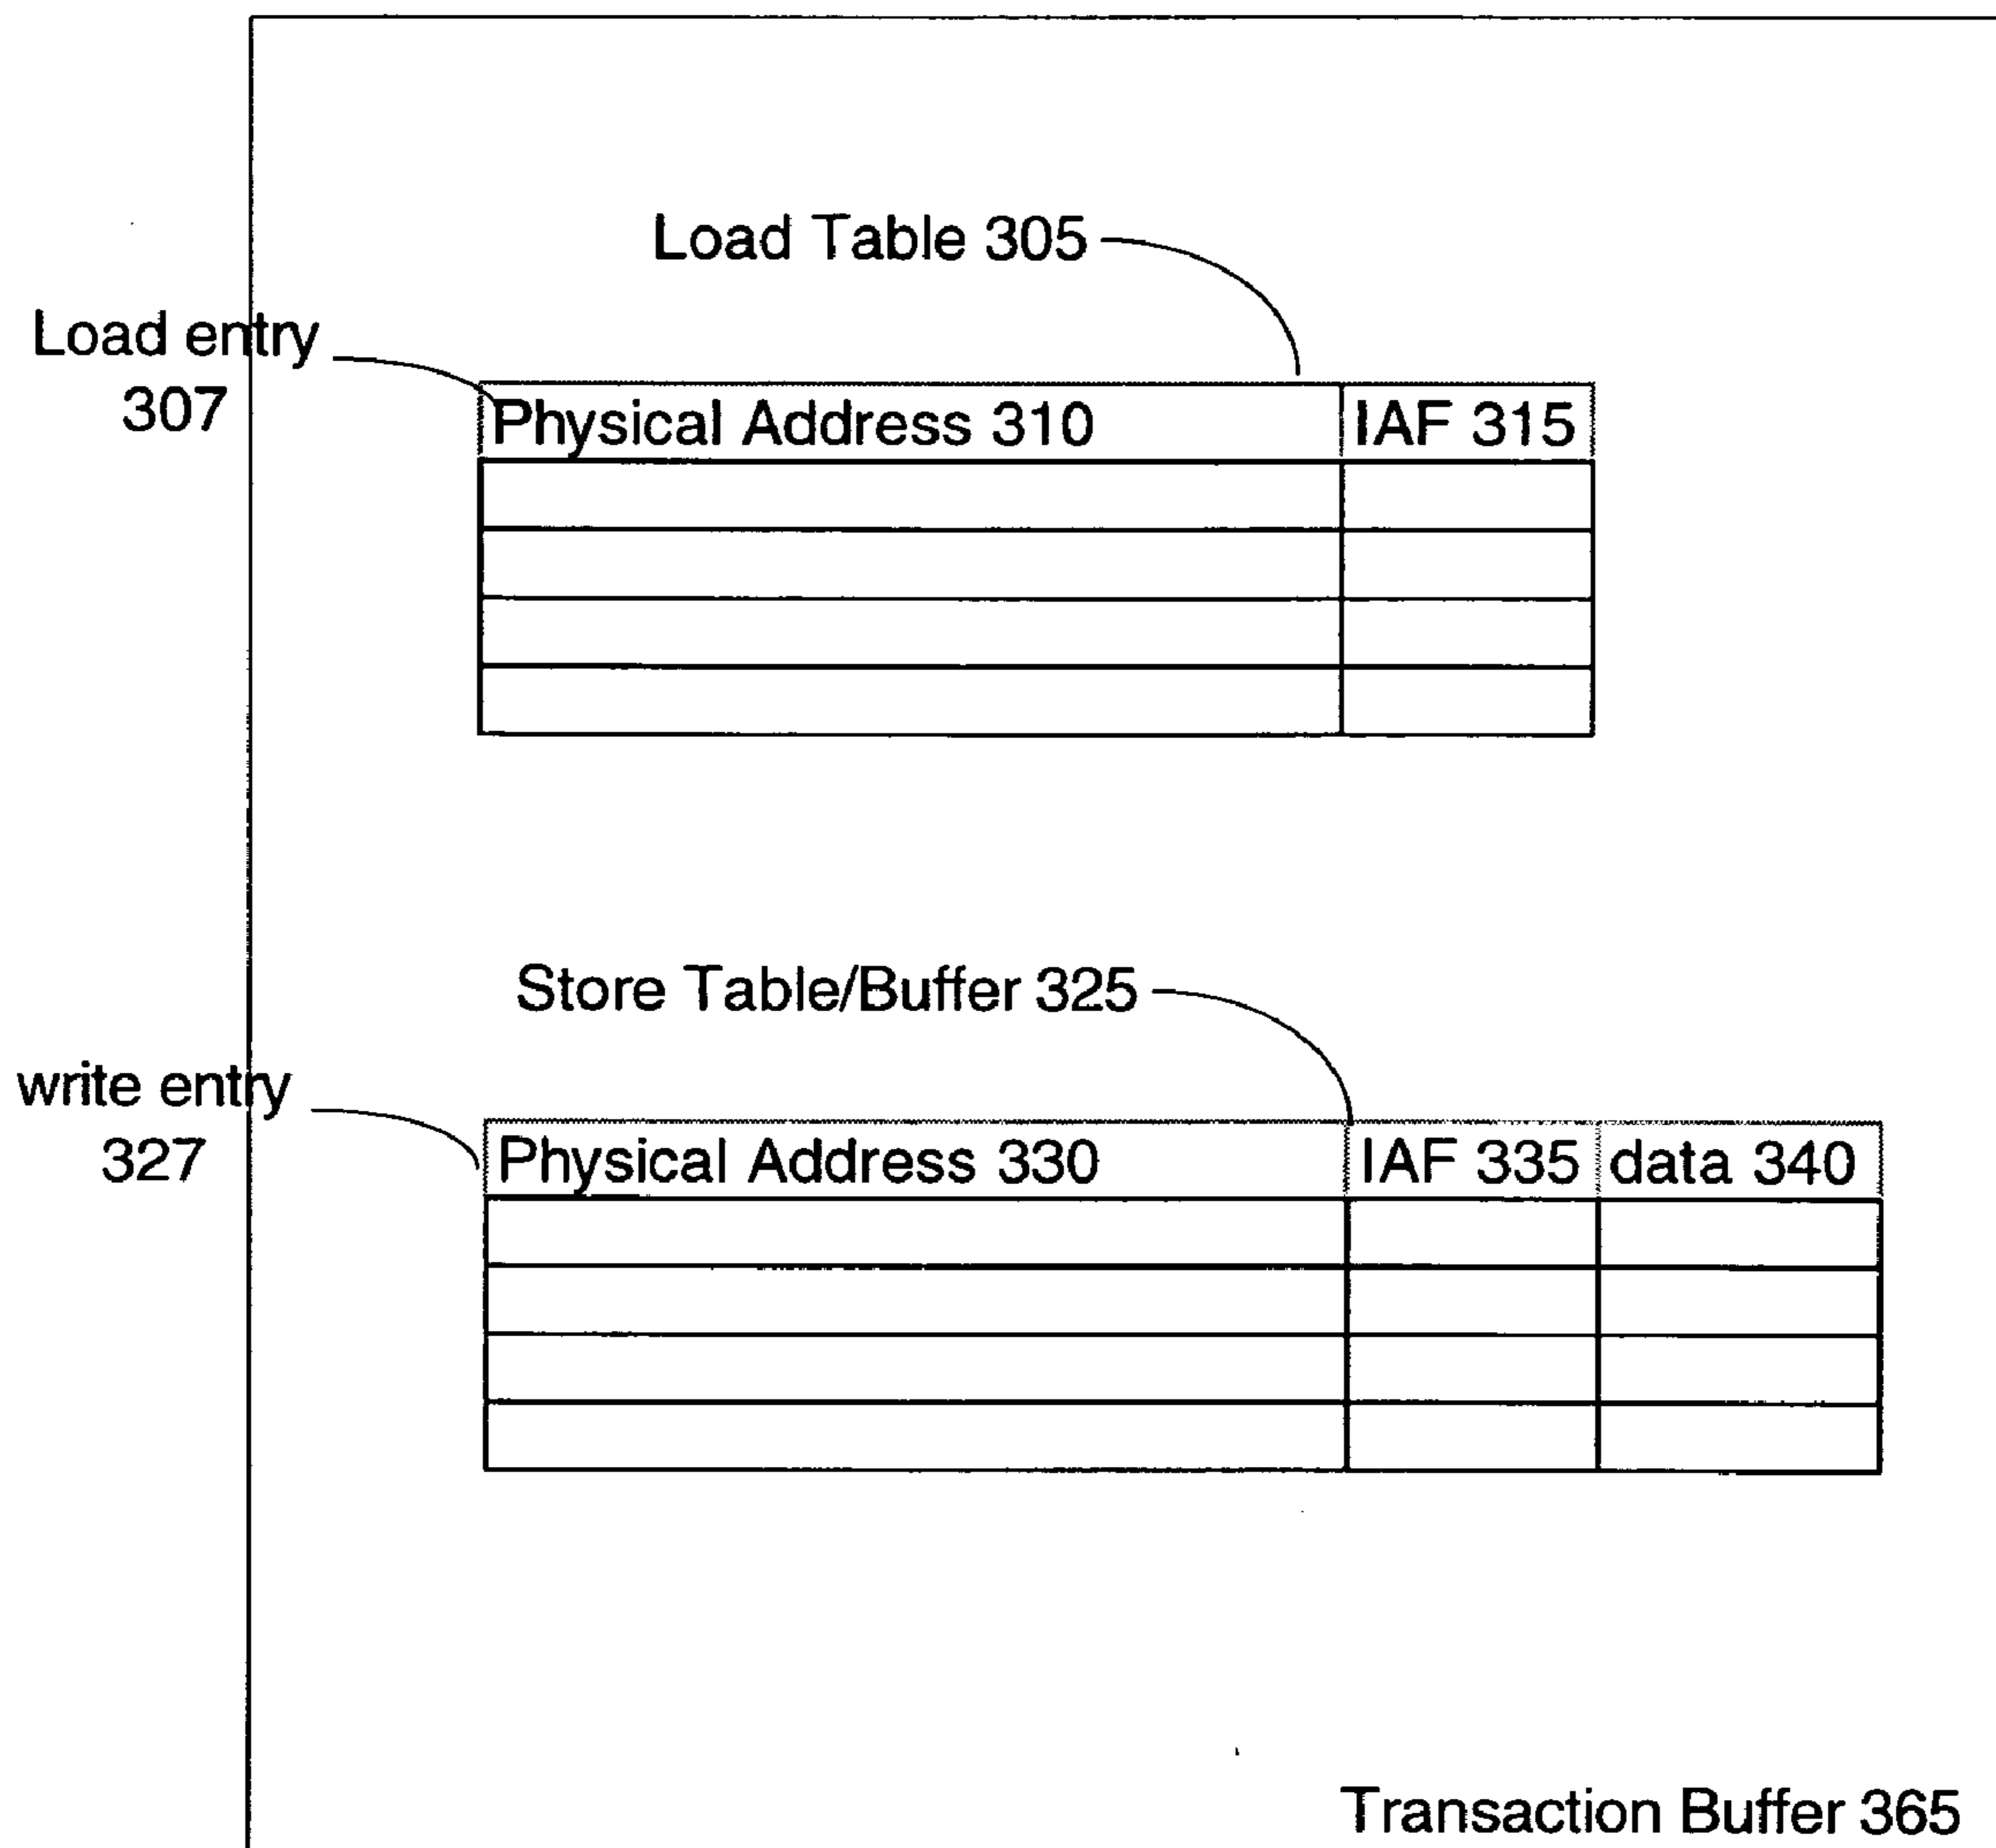 Load Table 305
Load entry
307
Physical Address 310 IAF 315
Store Table/Buffer 325
write entry
327
Physical Address 330 IAF 335 data 340
Transaction Buffer 365